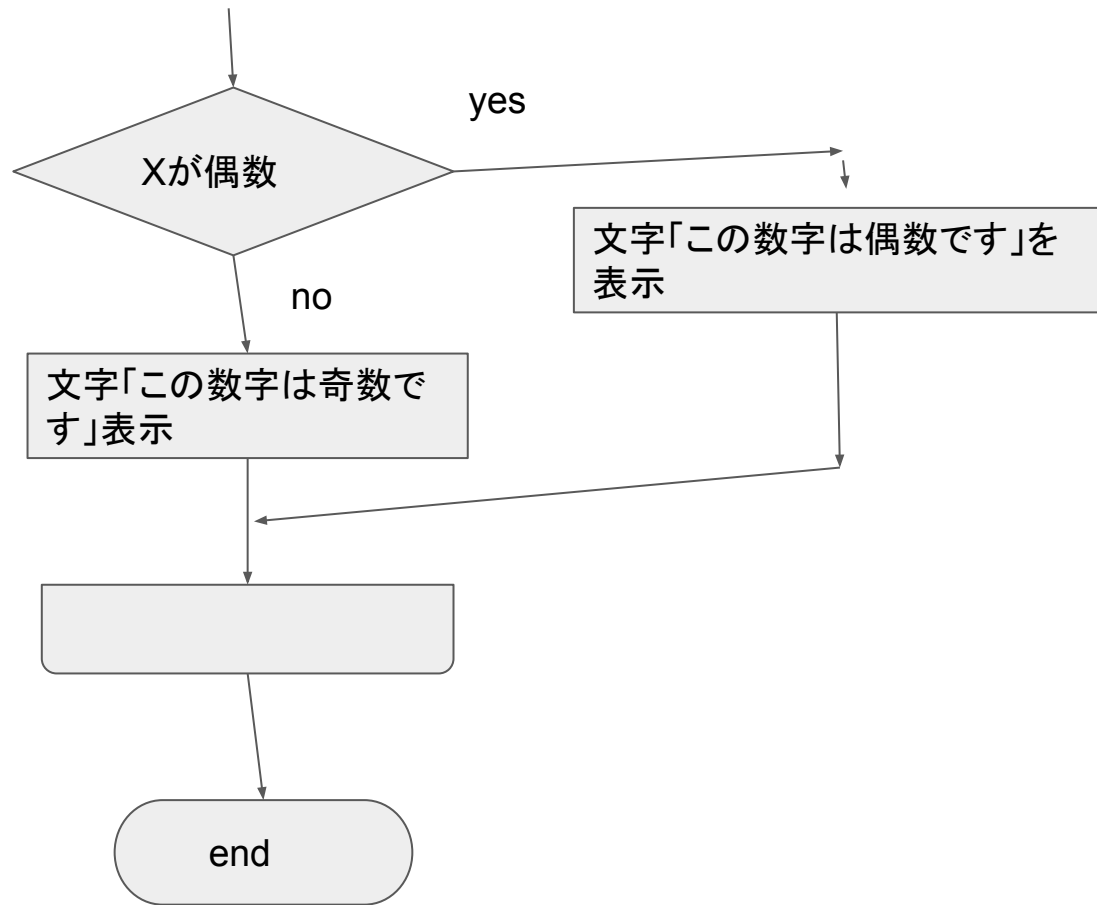 yes
Xが偶数
文字「この数字は偶数です」を
表示
no
文字「この数字は奇数で
す」表示
end